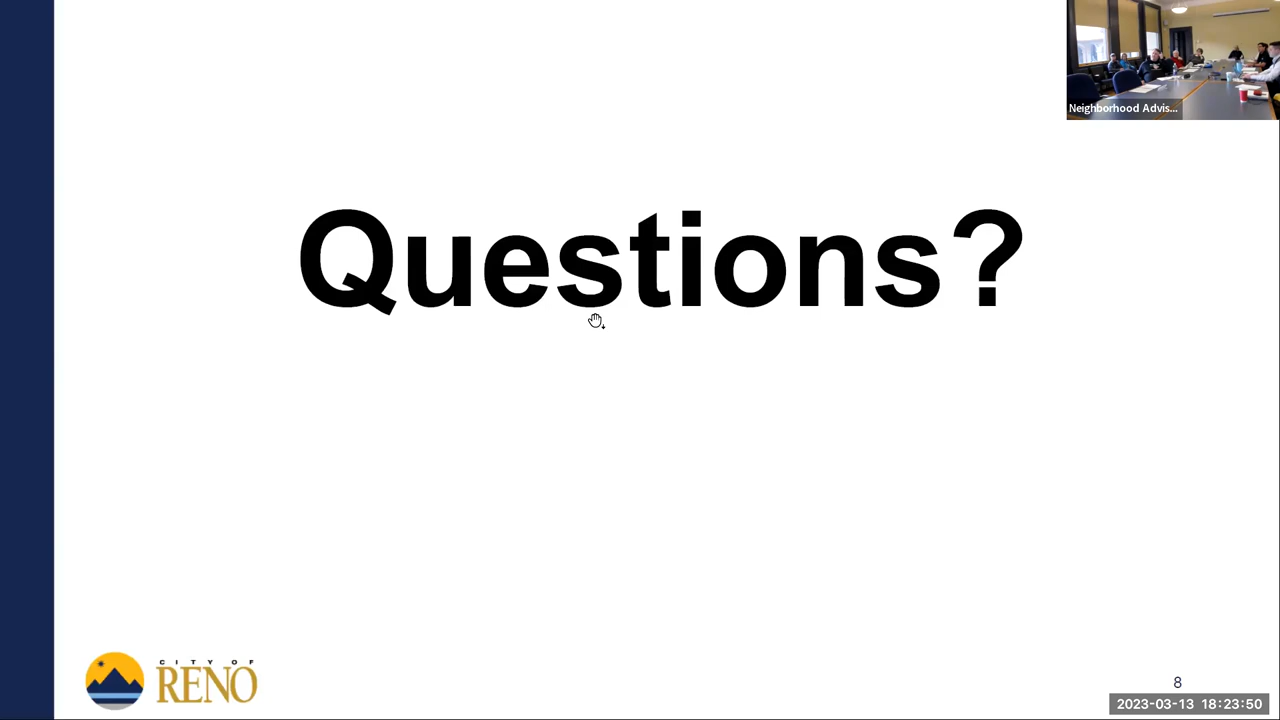 Neighborhood Advis...
Questions?
CITY OF
RENO
8
2023-03-13 18:23:50